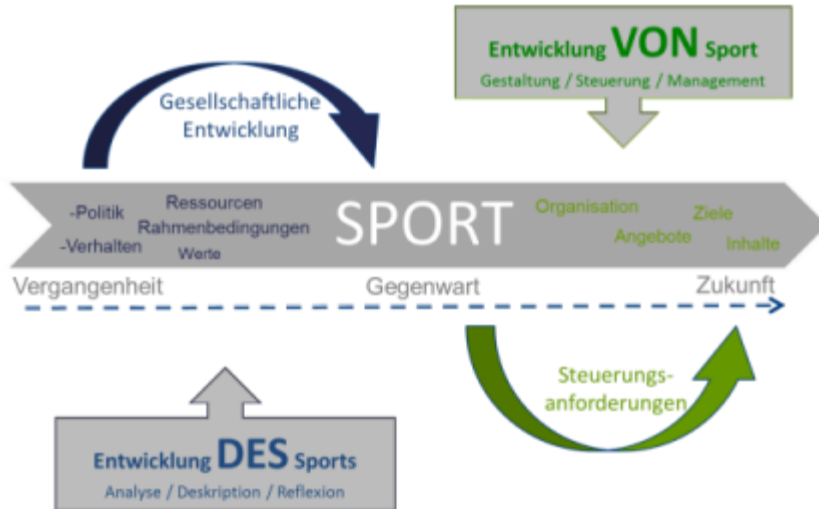 Entwicklung VON Sport
Gestaltung / Steuerung / Management
Gesellschaftliche
Entwicklung
-Politik
-Verhalten
Ressourcen
Rahmenbedingungen
Werte
SPORT
Organisation
Angebote
Ziele
Inhalte
Vergangenheit
Gegenwart
Zukunft
Steuerungs-
anforderungen
Entwicklung DES Sports
Analyse / Deskription / Reflexion